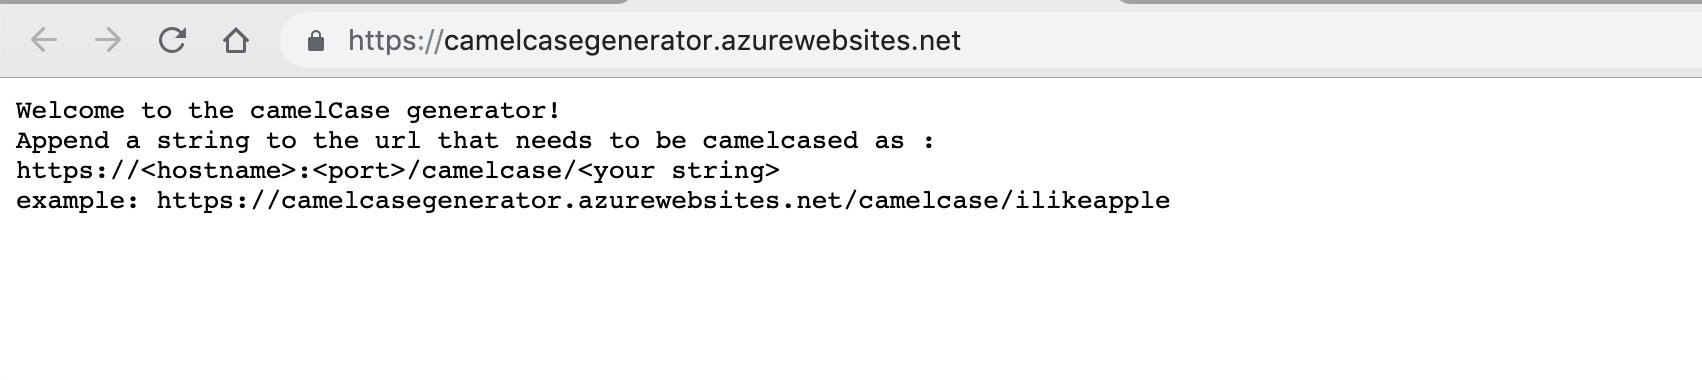 https://camelcasegenerator.azurewebsites.net
Welcome to the camelCase generator!
Append a string to the url that needs to be camelcased as :
https://<hostname>:<port>/camelcase/<your string>
example: https://camelcasegenerator.azurewebsites.net/camelcase/ilikeapple